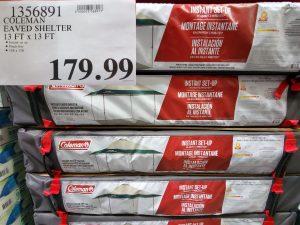 1356891
COLEMAN
EAVED SHELTER
13 FT x 13 FT
179.99
INSTANT SET-UP
MONTAGE INSTANTANÉ
INSTALACIÓN
AL INSTANTE
INSTANT SET-UP
MONTAGE INSTANTANÉ
INSTALACIÓN
AL INSTANTE
Coleman
INSTANT SET-UP
MONTAGE INSTANTANÉ
INSTALACIÓN
AL INSTANTE
Coleman
INSTANT SET-UP
MONTAGE INSTANTANÉ
INSTALACIÓN
AL INSTANTE